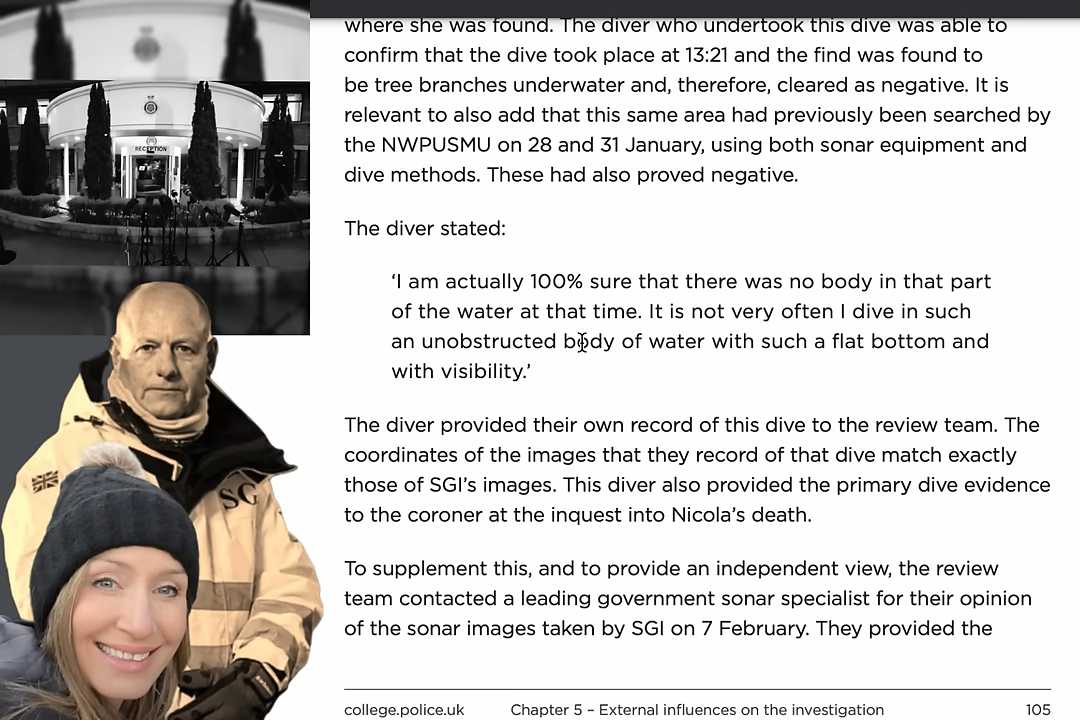 RECEPTION
SG
where she was found. The diver who undertook this dive was able to
confirm that the dive took place at 13:21 and the find was found to
be tree branches underwater and, therefore, cleared as negative. It is
relevant to also add that this same area had previously been searched by
the NWPUSMU on 28 and 31 January, using both sonar equipment and
dive methods. These had also proved negative.
The diver stated:
‘I am actually 100% sure that there was no body in that part
of the water at that time. It is not very often I dive in such
an unobstructed body of water with such a flat bottom and
with visibility.’
The diver provided their own record of this dive to the review team. The
coordinates of the images that they record of that dive match exactly
those of SGI’s images. This diver also provided the primary dive evidence
to the coroner at the inquest into Nicola’s death.
To supplement this, and to provide an independent view, the review
team contacted a leading government sonar specialist for their opinion
of the sonar images taken by SGI on 7 February. They provided the
college.police.uk Chapter 5 – External influences on the investigation 105